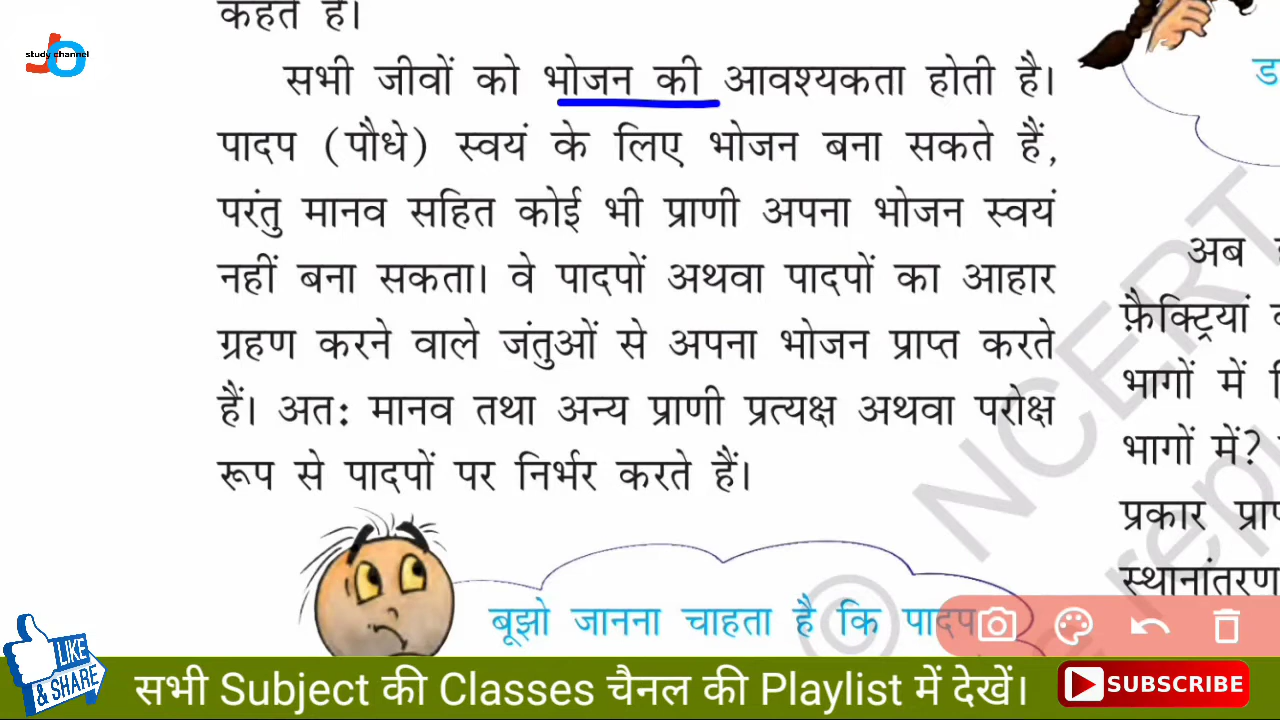 कहते हैं।
सभी जीवों को भोजन की आवश्यकता होती है।
पादप (पौधे) स्वयं के लिए भोजन बना सकते हैं,
परंतु मानव सहित कोई भी प्राणी अपना भोजन स्वयं
नहीं बना सकता। वे पादपों अथवा पादपों का आहार
ग्रहण करने वाले जंतुओं से अपना भोजन प्राप्त करते
हैं। अतः मानव तथा अन्य प्राणी प्रत्यक्ष अथवा परोक्ष
रूप से पादपों पर निर्भर करते हैं।
बूझो जानना चाहता है कि पादप
अब
फ़ैक्ट्रियां
भागों में
भागों में?
प्रकार
स्थानांतरण
© NCERT
study channel
JO
LIKE
& SHARE
सभी Subject की Classes चैनल की Playlist में देखें।
SUBSCRIBE